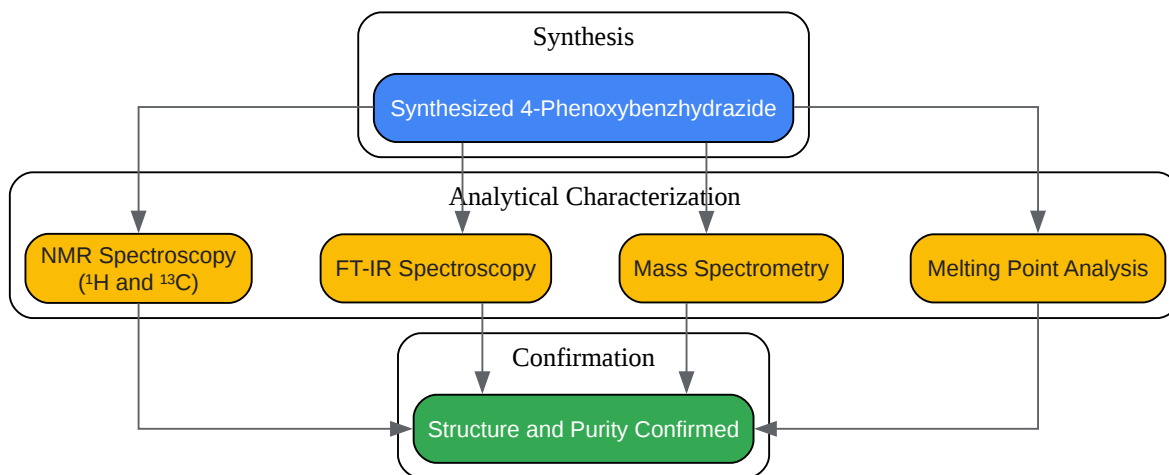 Synthesis
Synthesized 4-Phenoxybenzhydrazide
Analytical Characterization
NMR Spectroscopy
(¹H and ¹³C)
FT-IR Spectroscopy
Mass Spectrometry
Melting Point Analysis
Confirmation
Structure and Purity Confirmed